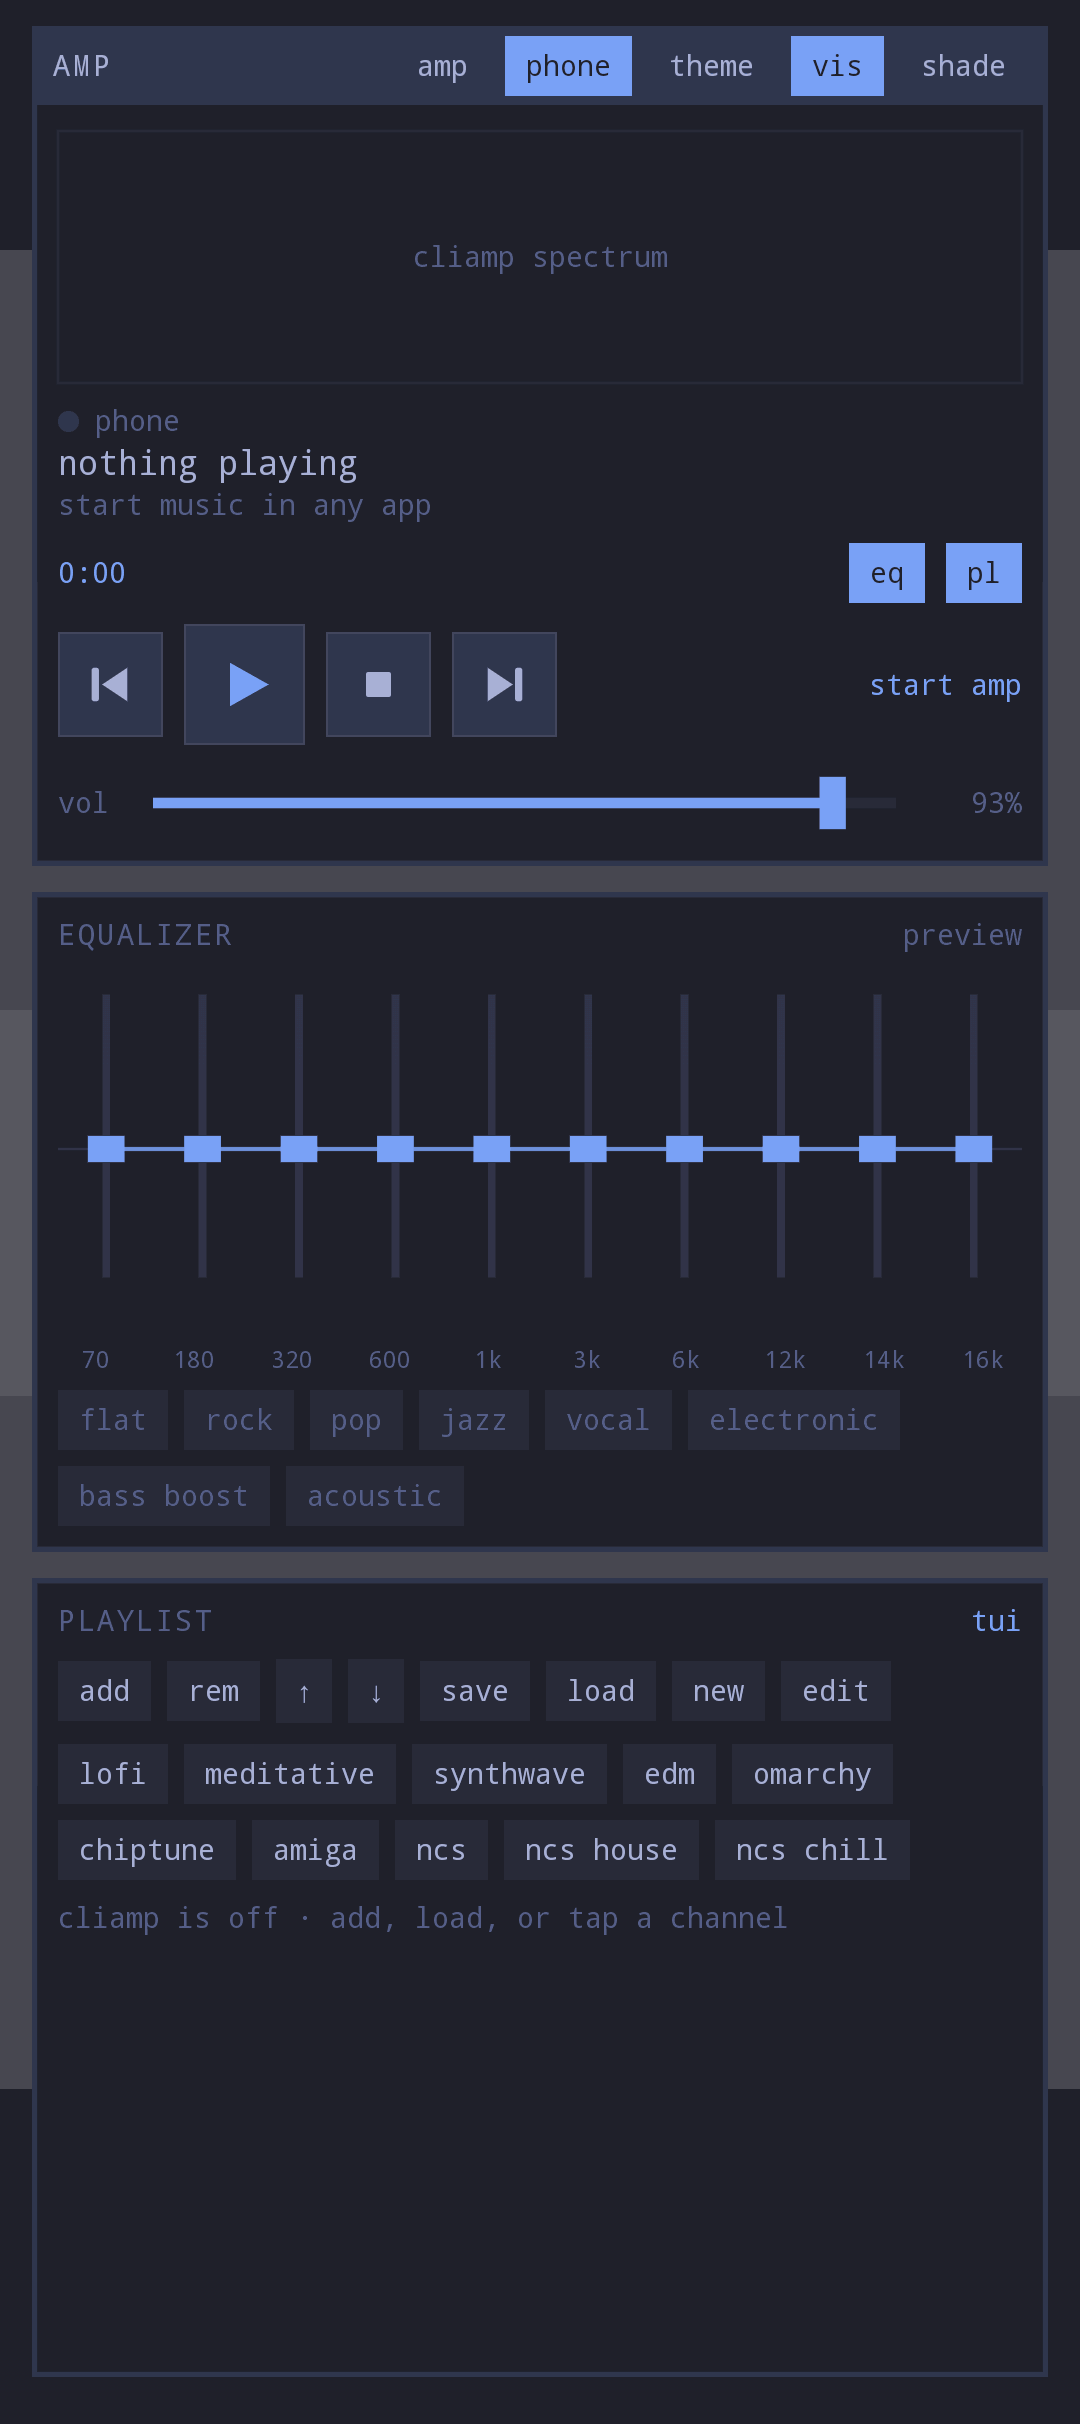 AMP amp phone theme vis shade
cliamp spectrum
phone
nothing playing
start music in any app
0:00 eq pl
start amp
vol 93%
EQUALIZER preview
70 180 320 600 1k 3k 6k 12k 14k 16k
flat rock pop jazz vocal electronic
bass boost acoustic
PLAYLIST tui
add rem ↑ ↓ save load new edit
lofi meditative synthwave edm omarchy
chiptune amiga ncs ncs house ncs chill
cliamp is off · add, load, or tap a channel